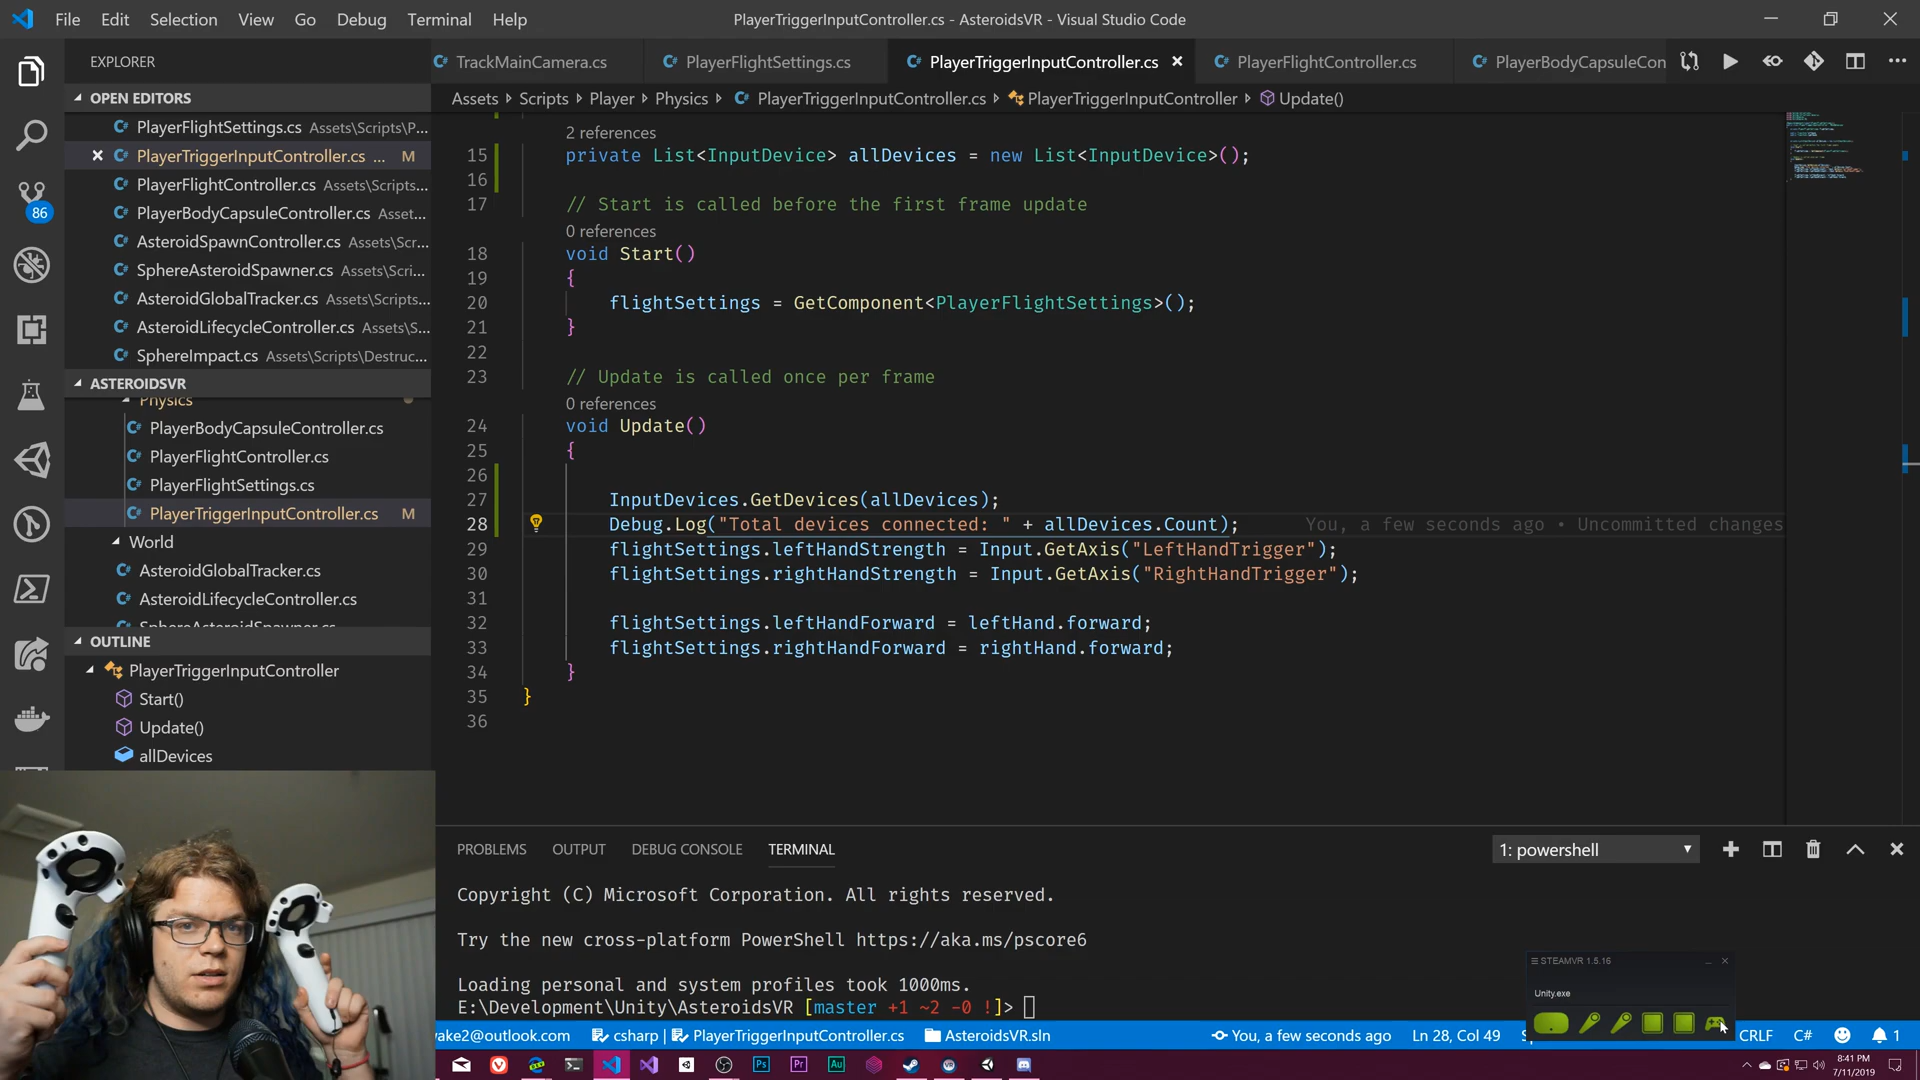 File Edit Selection View Go Debug Terminal Help
PlayerTriggerInputController.cs - AsteroidsVR - Visual Studio Code
EXPLORER
TrackMainCamera.cs PlayerFlightSettings.cs PlayerTriggerInputController.cs PlayerFlightController.cs PlayerBodyCapsuleCon
OPEN EDITORS
Assets Scripts Player Physics PlayerTriggerInputController.cs PlayerTriggerInputController Update()
PlayerFlightSettings.cs Assets\Scripts\P...
PlayerTriggerInputController.cs ... M
PlayerFlightController.cs Assets\Scripts...
86
PlayerBodyCapsuleController.cs Asset...
AsteroidSpawnController.cs Assets\Scr...
SphereAsteroidSpawner.cs Assets\Scri...
AsteroidGlobalTracker.cs Assets\Scripts...
AsteroidLifecycleController.cs Assets\S...
SphereImpact.cs Assets\Scripts\Destruc...
ASTEROIDSVR
Physics
PlayerBodyCapsuleController.cs
PlayerFlightController.cs
PlayerFlightSettings.cs
PlayerTriggerInputController.cs M
World
AsteroidGlobalTracker.cs
AsteroidLifecycleController.cs
SphereAsteroidSpawner.cs
OUTLINE
PlayerTriggerInputController
Start()
Update()
allDevices
2 references
15 private List<InputDevice> allDevices = new List<InputDevice>();
16
17 // Start is called before the first frame update
0 references
18 void Start()
19 {
20 flightSettings = GetComponent<PlayerFlightSettings>();
21 }
22
23 // Update is called once per frame
0 references
24 void Update()
25 {
26
27 InputDevices.GetDevices(allDevices);
28 Debug.Log("Total devices connected: " + allDevices.Count); You, a few seconds ago • Uncommitted changes
29 flightSettings.leftHandStrength = Input.GetAxis("LeftHandTrigger");
30 flightSettings.rightHandStrength = Input.GetAxis("RightHandTrigger");
31
32 flightSettings.leftHandForward = leftHand.forward;
33 flightSettings.rightHandForward = rightHand.forward;
34 }
35 }
36
PROBLEMS OUTPUT DEBUG CONSOLE TERMINAL 1: powershell
Copyright (C) Microsoft Corporation. All rights reserved.
Try the new cross-platform PowerShell https://aka.ms/pscore6
Loading personal and system profiles took 1000ms.
E:\Development\Unity\AsteroidsVR [master +1 ~2 -0 !]>
STEAMVR 1.5.16
Unity.exe
wake2@outlook.com csharp PlayerTriggerInputController.cs AsteroidsVR.sln You, a few seconds ago Ln 28, Col 49 CRLF C# 1
Ps Pr Au
8:41 PM
7/11/2019